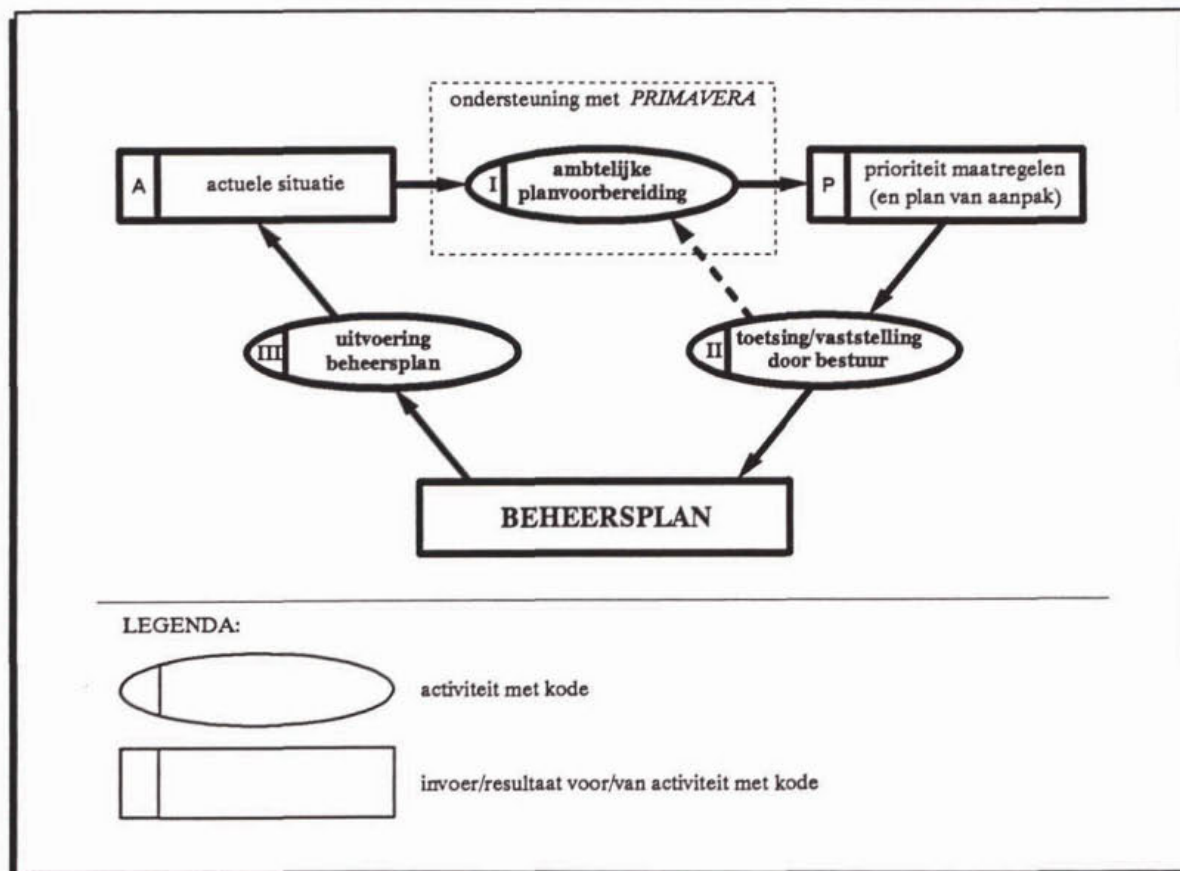 ondersteuning met PRIMAVERA
A
actuele situatie
I
ambtelijke
planvoorbereiding
P
prioriteit maatregelen
(en plan van aanpak)
III
uitvoering
beheersplan
II
toetsing/vaststelling
door bestuur
BEHEERSPLAN
LEGENDA:
activiteit met kode
invoer/resultaat voor/van activiteit met kode